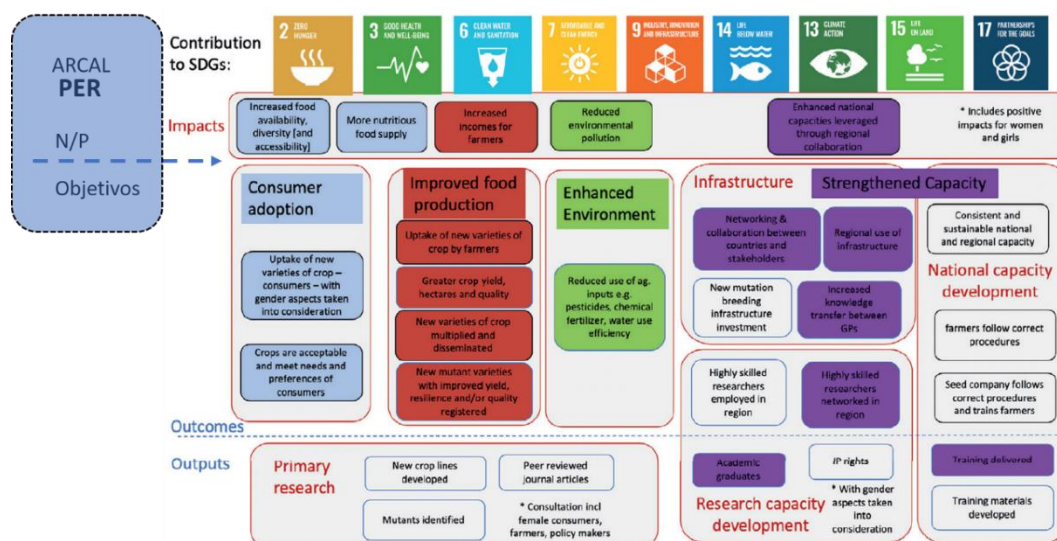 ARCAL
PER
N/P
Objetivos
Contribution
to SDGs:
2 ZERO
HUNGER
3 GOOD HEALTH
AND WELL-BEING
6 CLEAN WATER
AND SANITATION
7 AFFORDABLE AND
CLEAN ENERGY
9 INDUSTRY, INNOVATION
AND INFRASTRUCTURE
14 LIFE
BELOW WATER
13 CLIMATE
ACTION
15 LIFE
ON LAND
17 PARTNERSHIPS
FOR THE GOALS
Impacts
Increased food
availability,
diversity [and
accessibility]
More nutritious
food supply
Increased
incomes for
farmers
Reduced
environmental
pollution
Enhanced national
capacities leveraged
through regional
collaboration
* Includes positive
impacts for women
and girls
Consumer
adoption
Uptake of new
varieties of crop –
consumers – with
gender aspects taken
into consideration
Crops are acceptable
and meet needs and
preferences of
consumers
Improved food
production
Uptake of new varieties of
crop by farmers
Greater crop yield,
hectares and quality
New varieties of crop
multiplied and
disseminated
New mutant varieties
with improved yield,
resilience and/or quality
registered
Enhanced
Environment
Reduced use of ag.
inputs e.g.
pesticides, chemical
fertilizer, water use
efficiency
Infrastructure
Strengthened Capacity
Networking &
collaboration between
countries and
stakeholders
Regional use of
infrastructure
New mutation
breeding
infrastructure
investment
Increased
knowledge
transfer between
GPs
Highly skilled
researchers
employed in
region
Highly skilled
researchers
networked in
region
Consistent and
sustainable national
and regional capacity
National capacity
development
farmers follow correct
procedures
Seed company follows
correct procedures
and trains farmers
Outcomes
Outputs
Primary
research
New crop lines
developed
Peer reviewed
journal articles
Mutants identified
* Consultation incl
female consumers,
farmers, policy makers
Academic
graduates
IP rights
Research capacity
development
* With gender
aspects taken
into
consideration
Training delivered
Training materials
developed